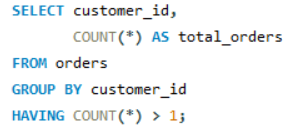 SELECT customer_id,
       COUNT(*) AS total_orders
FROM orders
GROUP BY customer_id
HAVING COUNT(*) > 1;